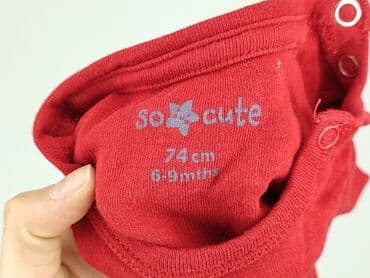 so cute
74 cm
6-9 mths